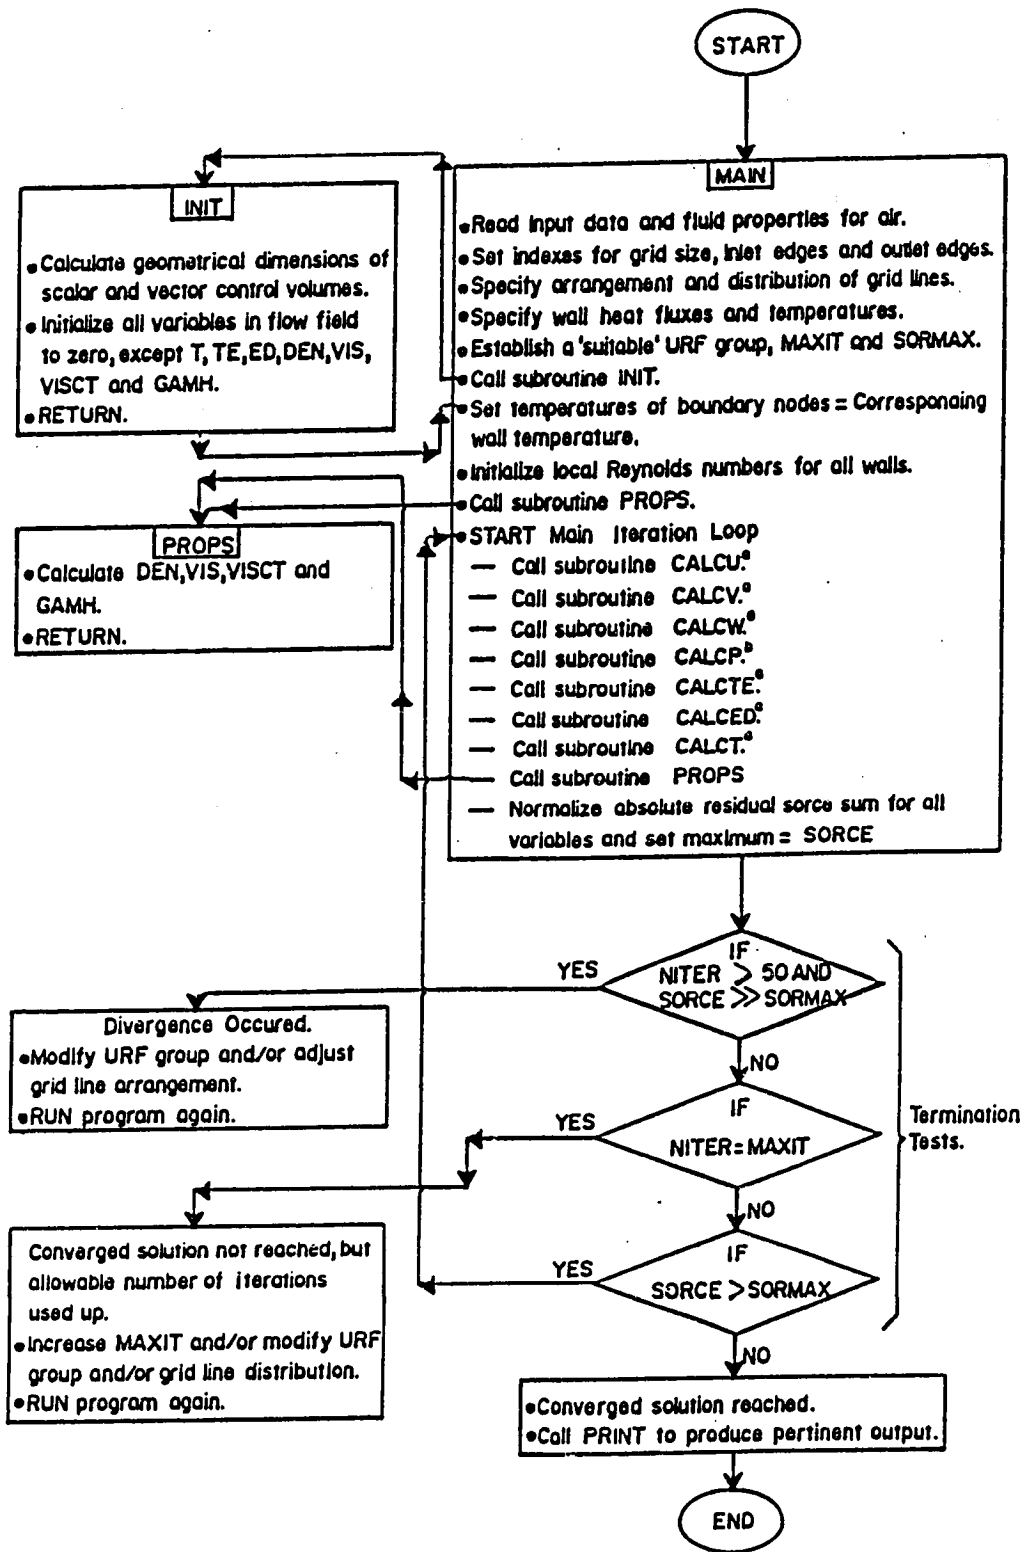 START
MAIN
•Read input data and fluid properties for air.
•Set indexes for grid size, inlet edges and outlet edges.
•Specify arrangement and distribution of grid lines.
•Specify wall heat fluxes and temperatures.
•Establish a 'suitable' URF group, MAXIT and SORMAX.
•Call subroutine INIT.
•Set temperatures of boundary nodes = Corresponaing
wall temperature.
•Initialize local Reynolds numbers for all walls.
•Call subroutine PROPS.
•START Main Iteration Loop
— Call subroutine CALCU.ª
— Call subroutine CALCV.ª
— Call subroutine CALCW.ª
— Call subroutine CALCP.ᵇ
— Call subroutine CALCTE.ª
— Call subroutine CALCED.ª
— Call subroutine CALCT.ª
— Call subroutine PROPS
— Normalize absolute residual sorce sum for all
variables and set maximum = SORCE
INIT
•Calculate geometrical dimensions of
scalar and vector control volumes.
•Initialize all variables in flow field
to zero, except T, TE, ED, DEN, VIS,
VISCT and GAMH.
•RETURN.
PROPS
•Calculate DEN,VIS,VISCT and
GAMH.
•RETURN.
IF
NITER > 50 AND
SORCE >> SORMAX
YES
NO
Divergence Occured.
•Modify URF group and/or adjust
grid line arrangement.
•RUN program again.
IF
NITER = MAXIT
YES
NO
Termination
Tests.
Converged solution not reached, but
allowable number of iterations
used up.
•Increase MAXIT and/or modify URF
group and/or grid line distribution.
•RUN program again.
IF
SORCE > SORMAX
YES
NO
•Converged solution reached.
•Call PRINT to produce pertinent output.
END